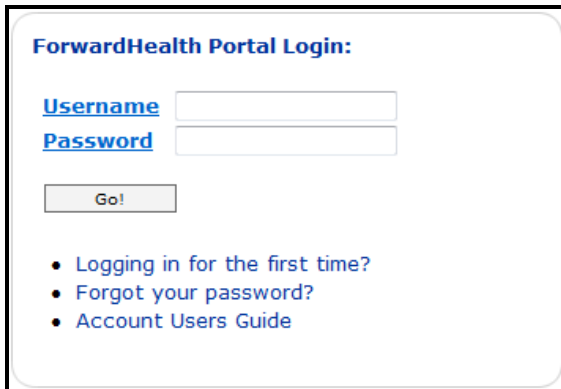 ForwardHealth Portal Login:
Username
Password
Go!
• Logging in for the first time?
• Forgot your password?
• Account Users Guide